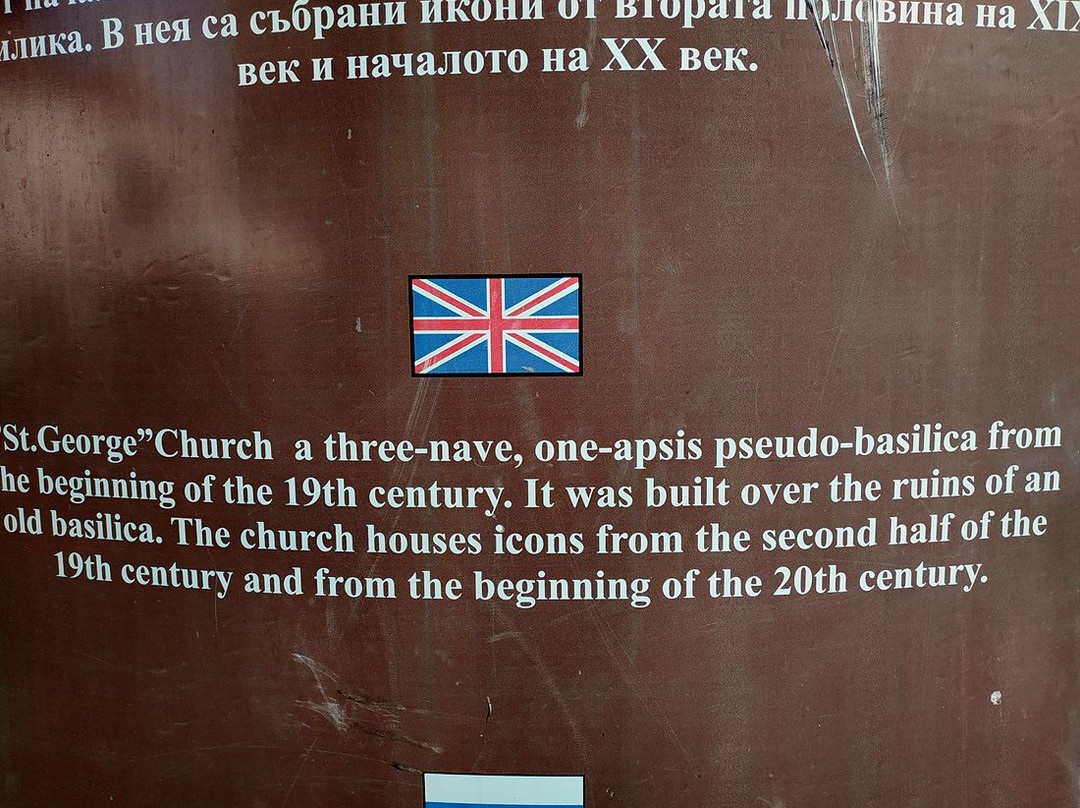 илика. В нея са събрани икони от втората половина на XIX
век и началото на XX век.
"St.George”Church a three-nave, one-apsis pseudo-basilica from
he beginning of the 19th century. It was built over the ruins of an
old basilica. The church houses icons from the second half of the
19th century and from the beginning of the 20th century.